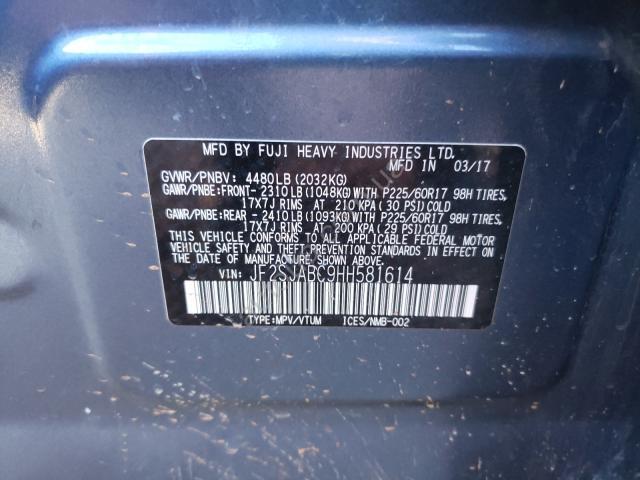 MFD BY FUJI HEAVY INDUSTRIES LTD.
MFD IN 03/17
GVWR/PNBV: 4480LB(2032KG)
GAWR/PNBE:FRONT-2310LB(1048KG)WITH P225/60R17 98H TIRES,
17X7J RIMS AT 210 KPA(30 PSI)COLD
GAWR/PNBE:REAR -2410LB(1093KG)WITH P225/60R17 98H TIRES,
17X7J RIMS AT 200 KPA(29 PSI)COLD
THIS VEHICLE CONFORMS TO ALL APPLICABLE FEDERAL MOTOR
VEHICLE SAFETY AND THEFT PREVENTION STANDARDS IN EFFECT ON
THE DATE OF MANUFACTURE SHOWN ABOVE.
VIN: JF2SJABC9HH581614
TYPE:MPV/VTUM ICES/NMB-002